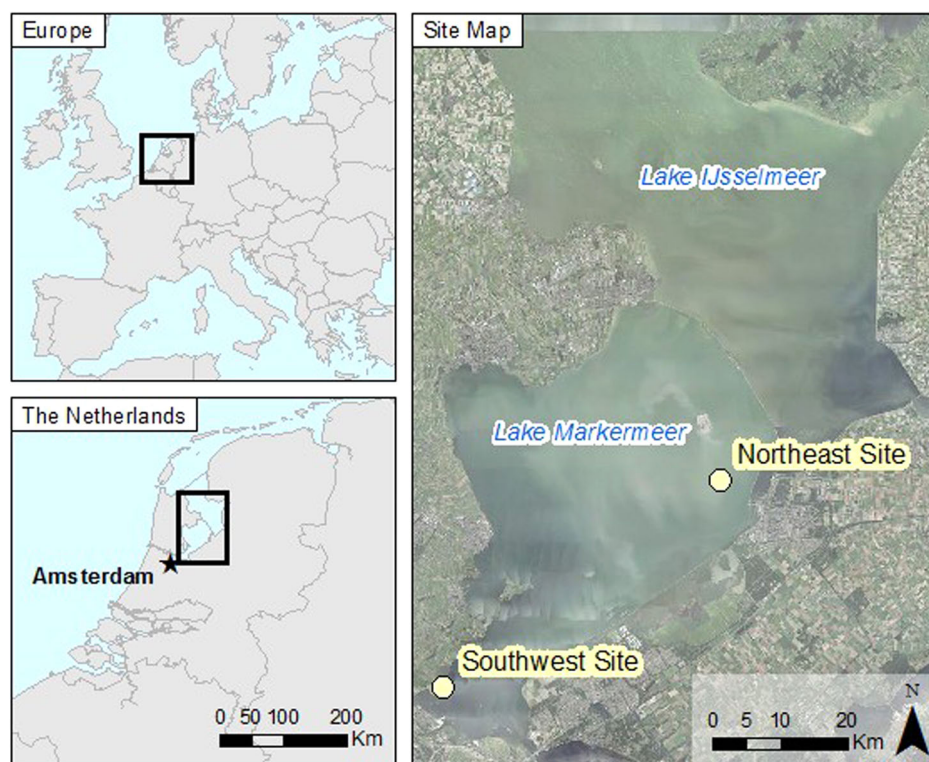 Europe
The Netherlands
Amsterdam
0 50 100 200
Km
Site Map
Lake IJsselmeer
Lake Markermeer
Northeast Site
Southwest Site
N
0 5 10 20
Km